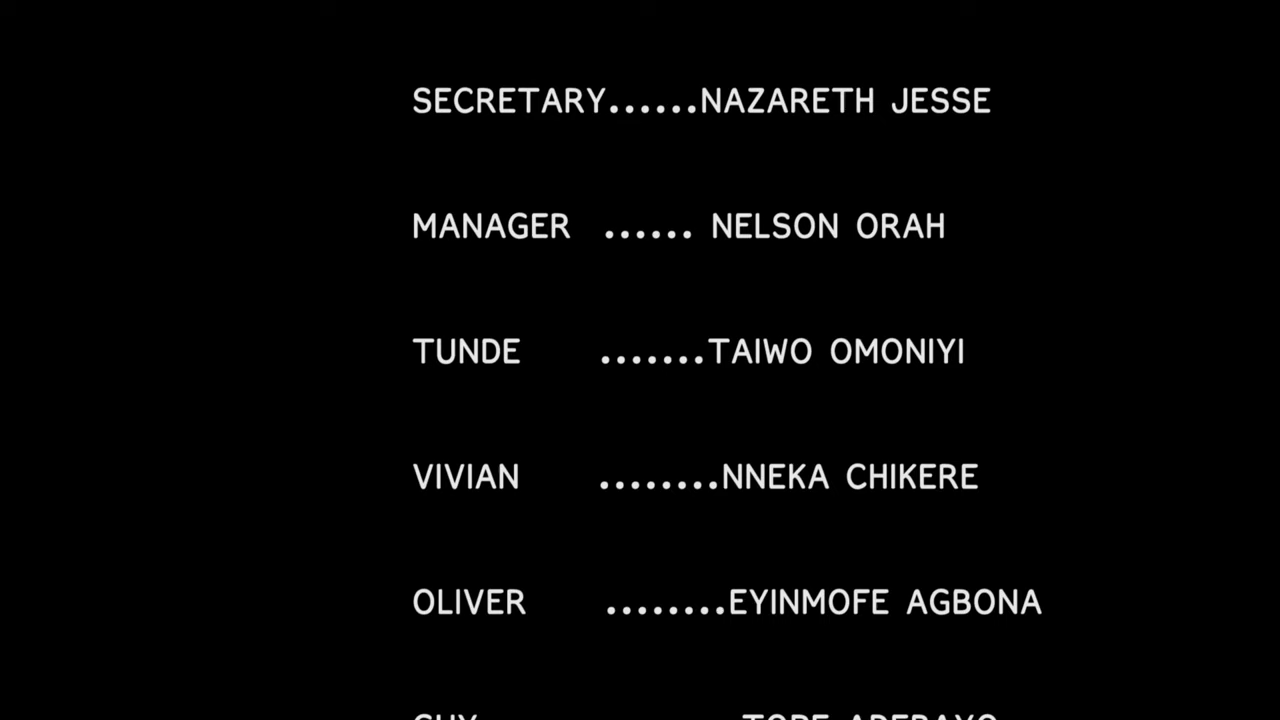 SECRETARY......NAZARETH JESSE
MANAGER ...... NELSON ORAH
TUNDE .......TAIWO OMONIYI
VIVIAN ........NNEKA CHIKERE
OLIVER ........EYINMOFE AGBONA